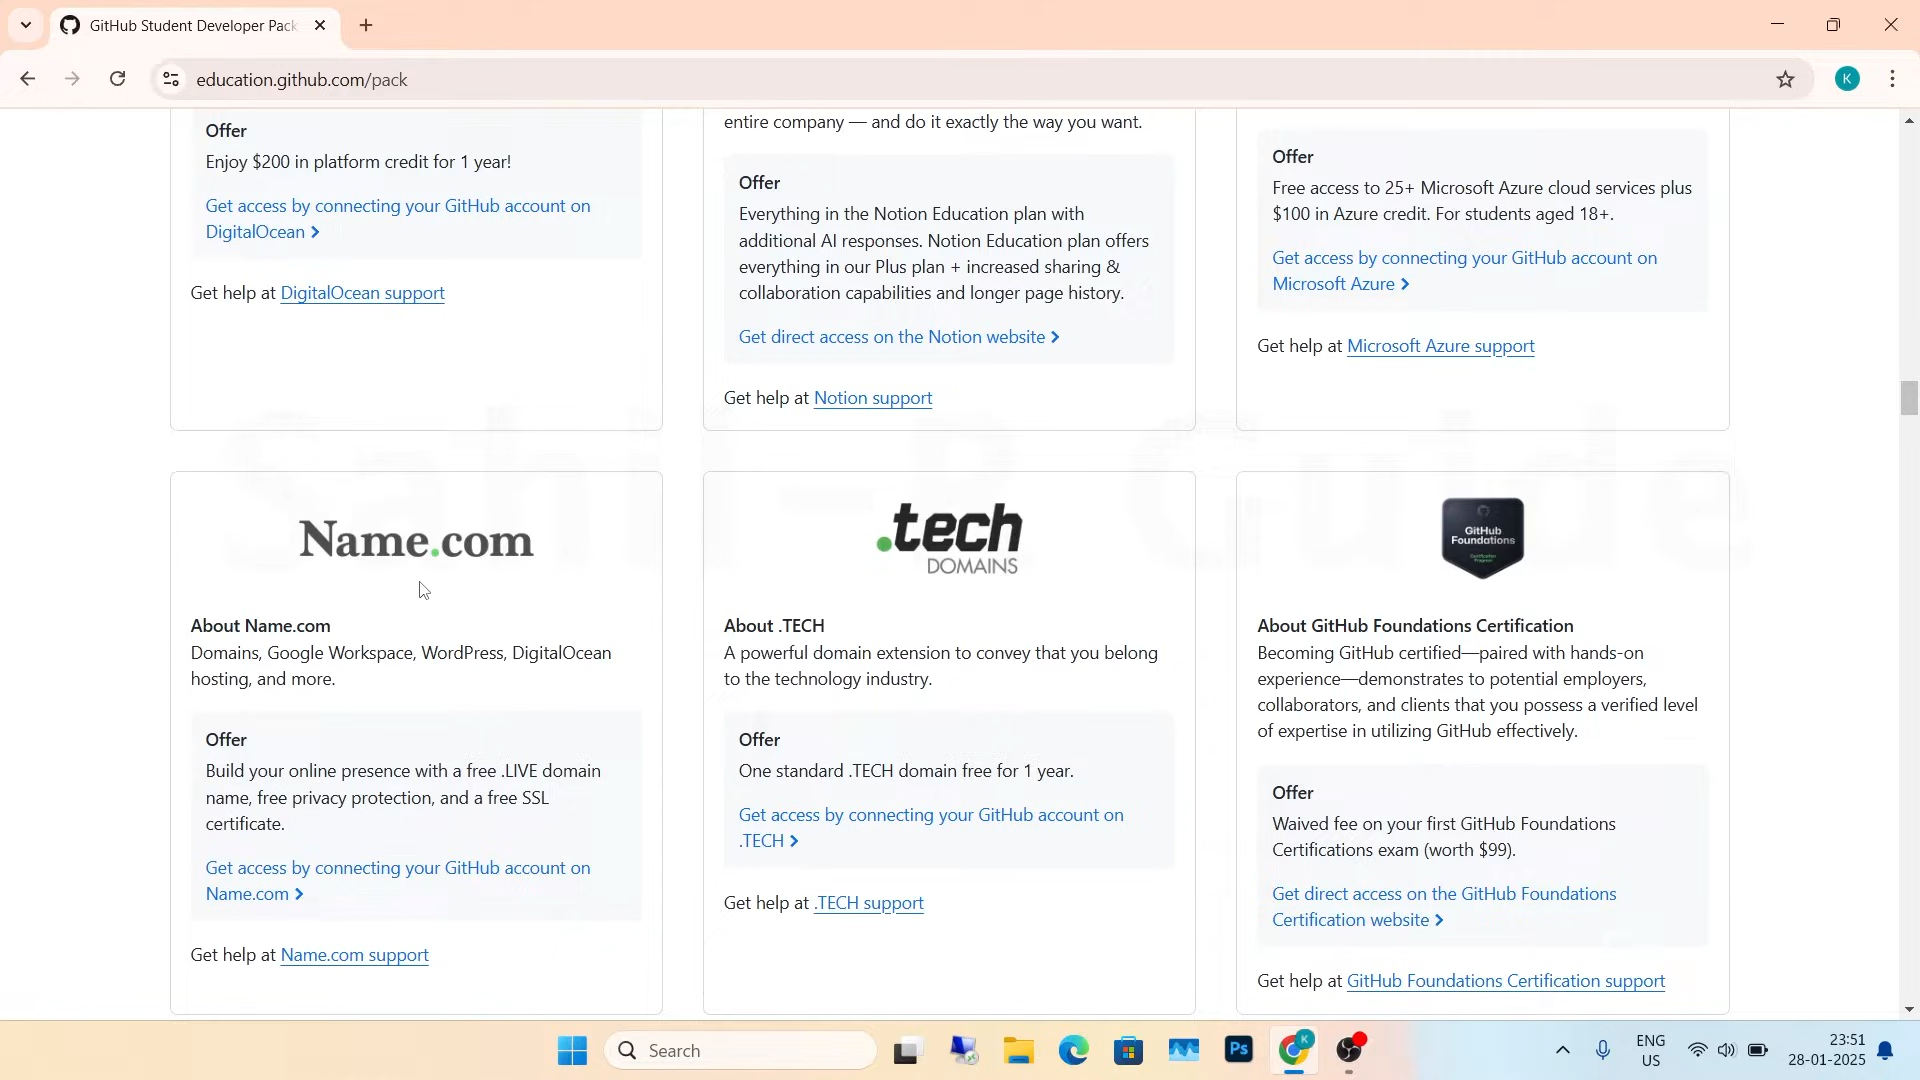 GitHub Student Developer Pack
education.github.com/pack
K
Offer
Enjoy $200 in platform credit for 1 year!
Get access by connecting your GitHub account on
DigitalOcean
Get help at DigitalOcean support
entire company — and do it exactly the way you want.
Offer
Everything in the Notion Education plan with
additional AI responses. Notion Education plan offers
everything in our Plus plan + increased sharing &
collaboration capabilities and longer page history.
Get direct access on the Notion website
Get help at Notion support
Offer
Free access to 25+ Microsoft Azure cloud services plus
$100 in Azure credit. For students aged 18+.
Get access by connecting your GitHub account on
Microsoft Azure
Get help at Microsoft Azure support
Name.com
About Name.com
Domains, Google Workspace, WordPress, DigitalOcean
hosting, and more.
Offer
Build your online presence with a free .LIVE domain
name, free privacy protection, and a free SSL
certificate.
Get access by connecting your GitHub account on
Name.com
Get help at Name.com support
.tech
DOMAINS
About .TECH
A powerful domain extension to convey that you belong
to the technology industry.
Offer
One standard .TECH domain free for 1 year.
Get access by connecting your GitHub account on
.TECH
Get help at .TECH support
GitHub
Foundations
About GitHub Foundations Certification
Becoming GitHub certified—paired with hands-on
experience—demonstrates to potential employers,
collaborators, and clients that you possess a verified level
of expertise in utilizing GitHub effectively.
Offer
Waived fee on your first GitHub Foundations
Certifications exam (worth $99).
Get direct access on the GitHub Foundations
Certification website
Get help at GitHub Foundations Certification support
Search
Ps
K
ENG
US
23:51
28-01-2025